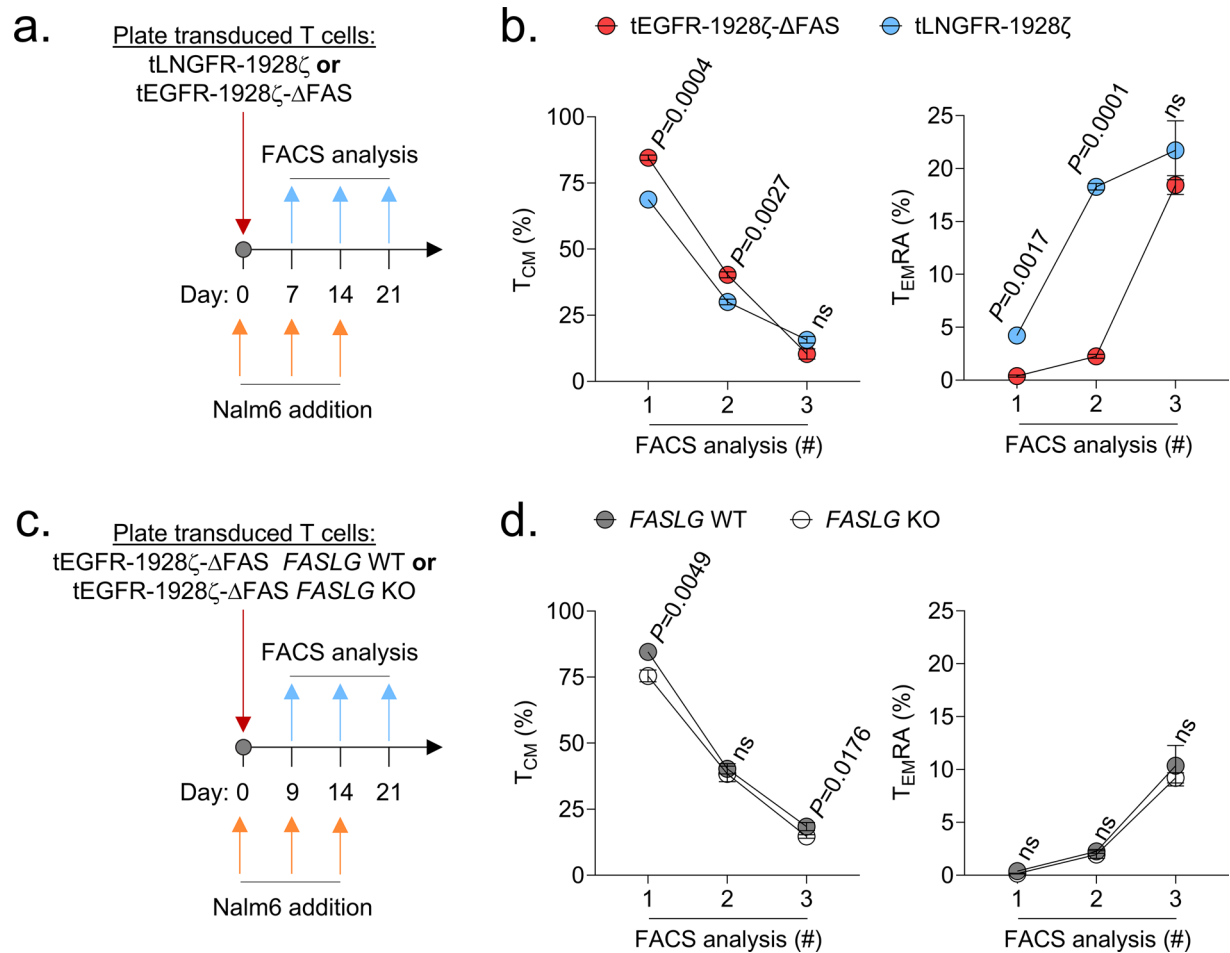 a.
Plate transduced T cells:
tLNGFR-1928ζ or
tEGFR-1928ζ-ΔFAS
FACS analysis
Day: 0 7 14 21
Nalm6 addition
b.
tEGFR-1928ζ-ΔFAS tLNGFR-1928ζ
P=0.0004
P=0.0027
ns
100
75
50
25
0
TCM (%)
1 2 3
FACS analysis (#)
P=0.0017
P=0.0001
ns
25
20
15
10
5
0
TEMRA (%)
1 2 3
FACS analysis (#)
c.
Plate transduced T cells:
tEGFR-1928ζ-ΔFAS FASLG WT or
tEGFR-1928ζ-ΔFAS FASLG KO
FACS analysis
Day: 0 9 14 21
Nalm6 addition
d.
FASLG WT FASLG KO
P=0.0049
ns
P=0.0176
100
75
50
25
0
TCM (%)
1 2 3
FACS analysis (#)
ns
ns
ns
25
20
15
10
5
0
TEMRA (%)
1 2 3
FACS analysis (#)